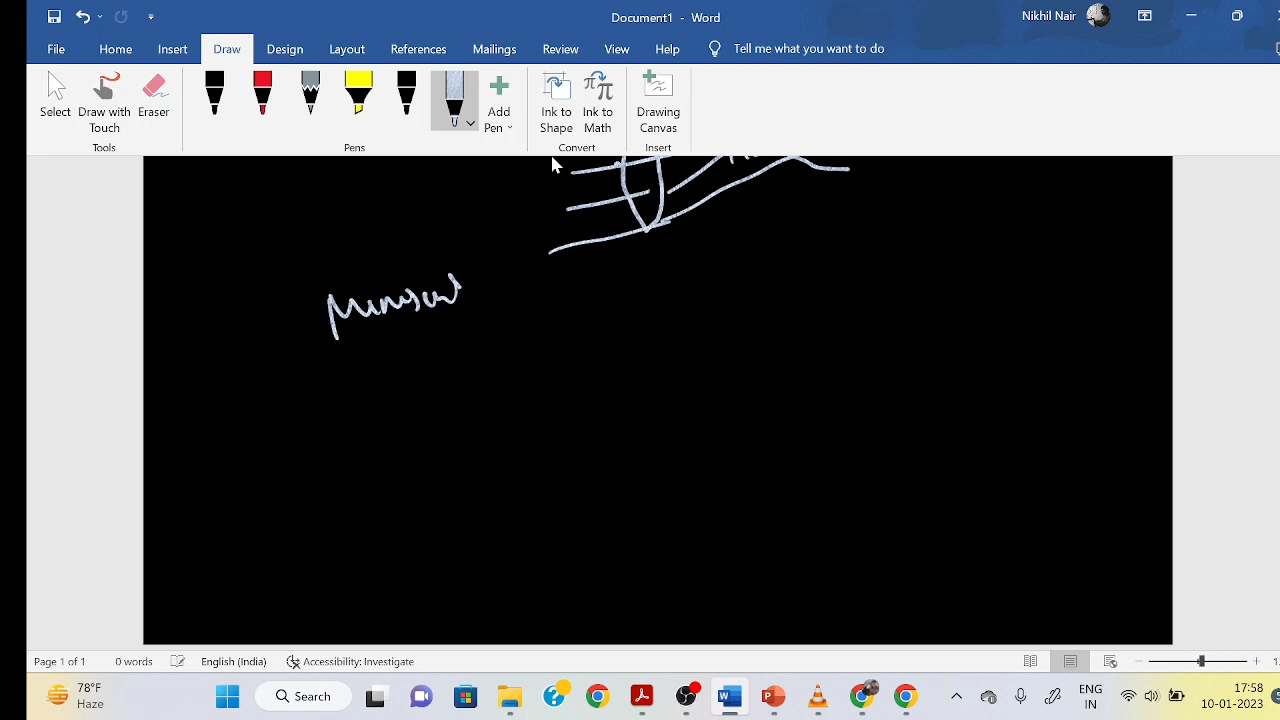 Document1 - Word
Nikhil Nair
File Home Insert Draw Design Layout References Mailings Review View Help Tell me what you want to do
Select
Draw with Touch
Eraser
Add Pen
Ink to Shape
Ink to Math
Drawing Canvas
Tools
Pens
Convert
Insert
Page 1 of 1 0 words English (India) Accessibility: Investigate
78°F
Haze
Search
ENG
IN
17:58
10-01-2023